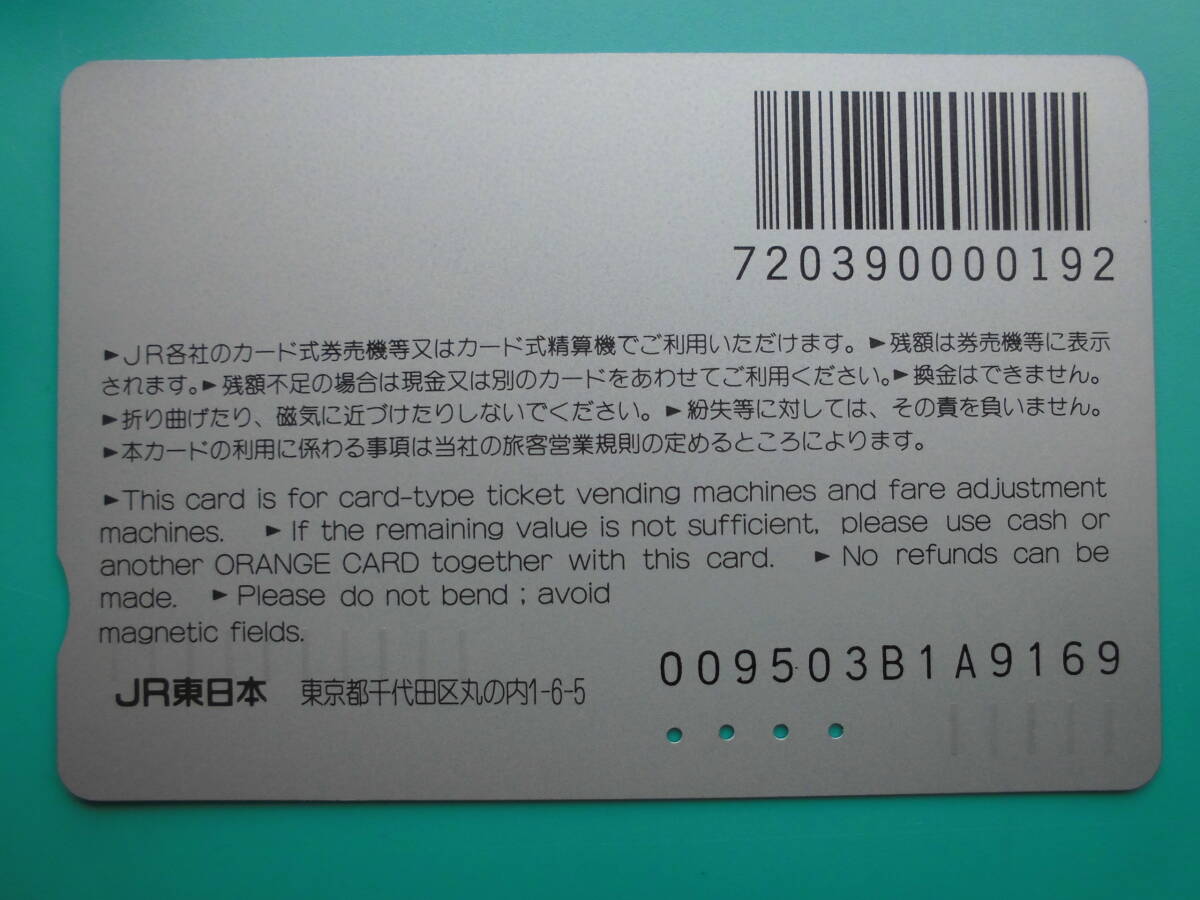 720390000192
►JR各社のカード式券売機等又はカード式精算機でご利用いただけます。►残額は券売機等に表示
されます。►残額不足の場合は現金又は別のカードをあわせてご利用ください。►換金はできません。
►折り曲げたり、磁気に近づけたりしないでください。►紛失等に対しては、その責を負いません。
►本カードの利用に係わる事項は当社の旅客営業規則の定めるところによります。
►This card is for card-type ticket vending machines and fare adjustment
machines. ►If the remaining value is not sufficient, please use cash or
another ORANGE CARD together with this card. ►No refunds can be
made. ►Please do not bend ; avoid
magnetic fields.
009503B1A9169
JR東日本 東京都千代田区丸の内1-6-5